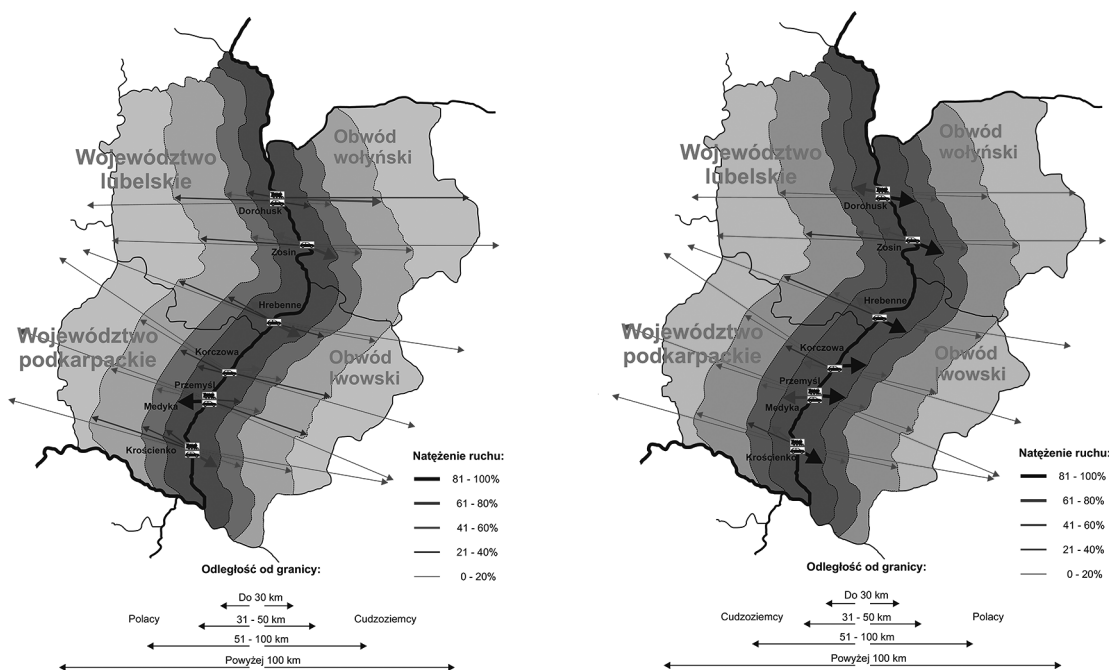 Województwo
lubelskie
Obwód
wołyński
Dorohusk
Zosin
Hrebenne
Województwo
podkarpackie
Korczowa
Obwód
lwowski
Przemyśl
Medyka
Krościenko
Natężenie ruchu:
81 - 100%
61 - 80%
41 - 60%
21 - 40%
0 - 20%
Odległość od granicy:
Do 30 km
Polacy
31 - 50 km
Cudzoziemcy
51 - 100 km
Powyżej 100 km
Województwo
lubelskie
Obwód
wołyński
Dorohusk
Zosin
Hrebenne
Województwo
podkarpackie
Korczowa
Obwód
lwowski
Przemyśl
Medyka
Krościenko
Natężenie ruchu:
81 - 100%
61 - 80%
41 - 60%
21 - 40%
0 - 20%
Odległość od granicy:
Do 30 km
Cudzoziemcy
31 - 50 km
Polacy
51 - 100 km
Powyżej 100 km